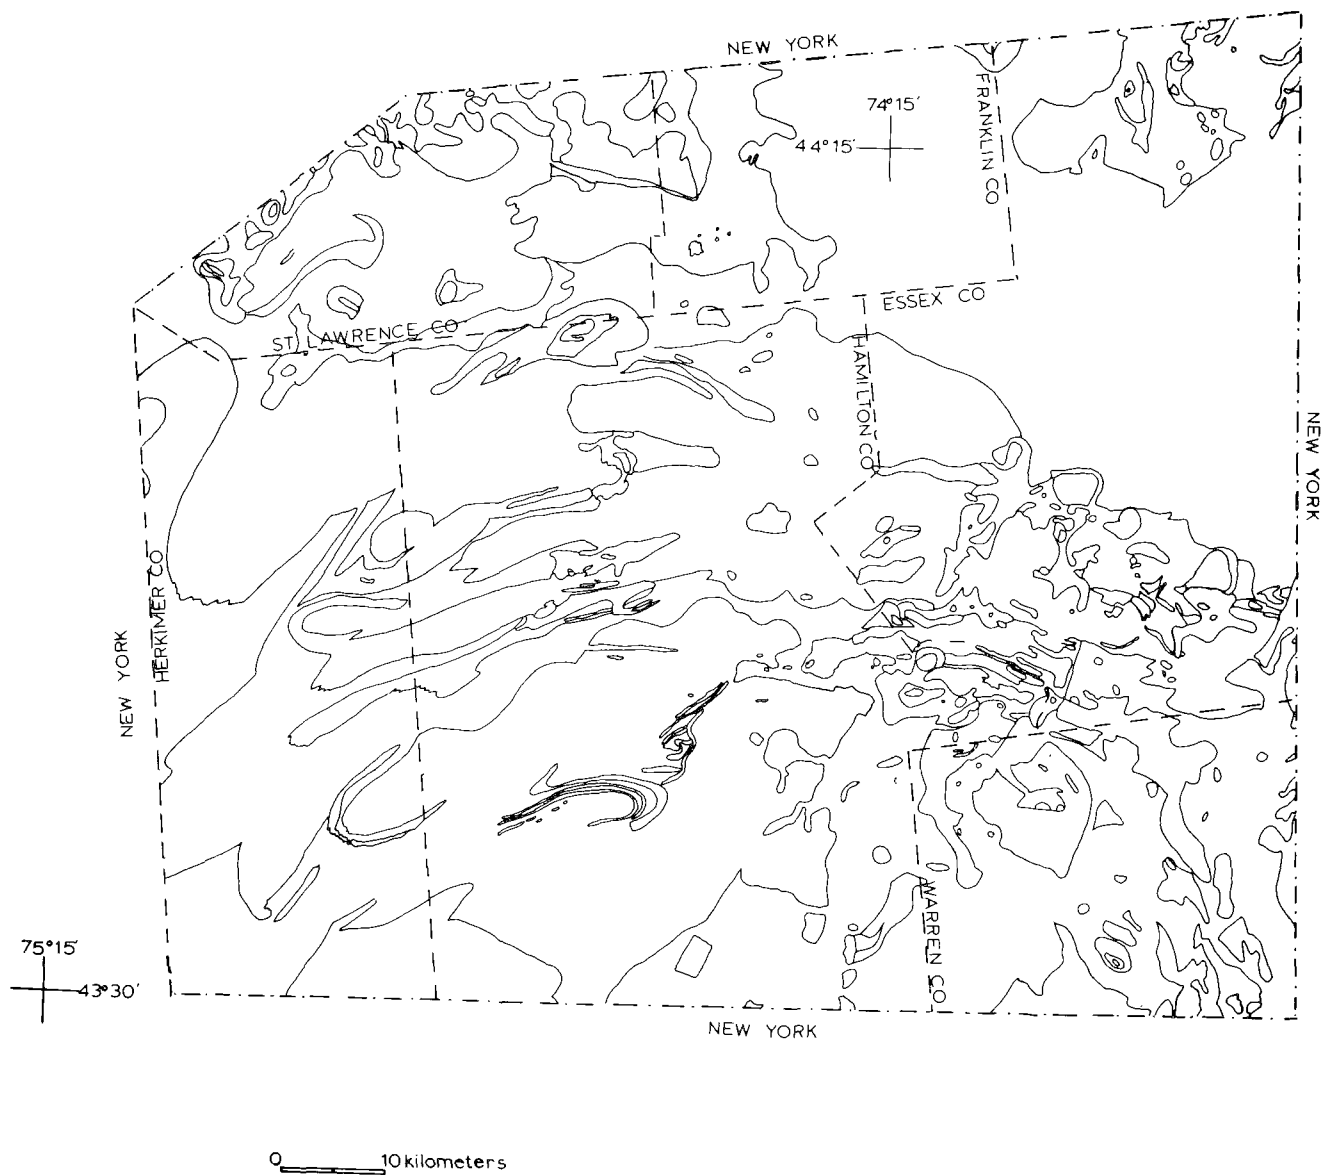 NEW YORK
74°15'
44°15'
FRANKLIN CO
ESSEX CO
ST LAWRENCE CO
HAMILTON CO
NEW YORK
HERKIMER CO
NEW YORK
WARREN CO
75°15'
43°30'
NEW YORK
0 10 kilometers